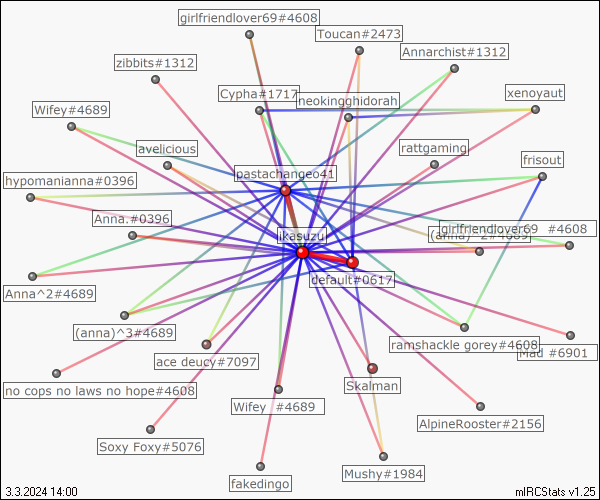 girlfriendlover69#4608
Toucan#2473
Annarchist#1312
zibbits#1312
Cypha#1717
neokingghidorah
xenoyaut
Wifey#4689
avelicious
rattgaming
frisout
pastachangeo41
hypomanianna#0396
Anna.#0396
ikasuzu
girlfriendlover69 #4608
default#0617
Anna^2#4689
(anna)^3#4689
ace deucy#7097
ramshackle gorey#4608
Mad #6901
no cops no laws no hope#4608
Skalman
Wifey #4689
AlpineRooster#2156
Soxy Foxy#5076
fakedingo
Mushy#1984
3.3.2024 14:00
mIRCStats v1.25